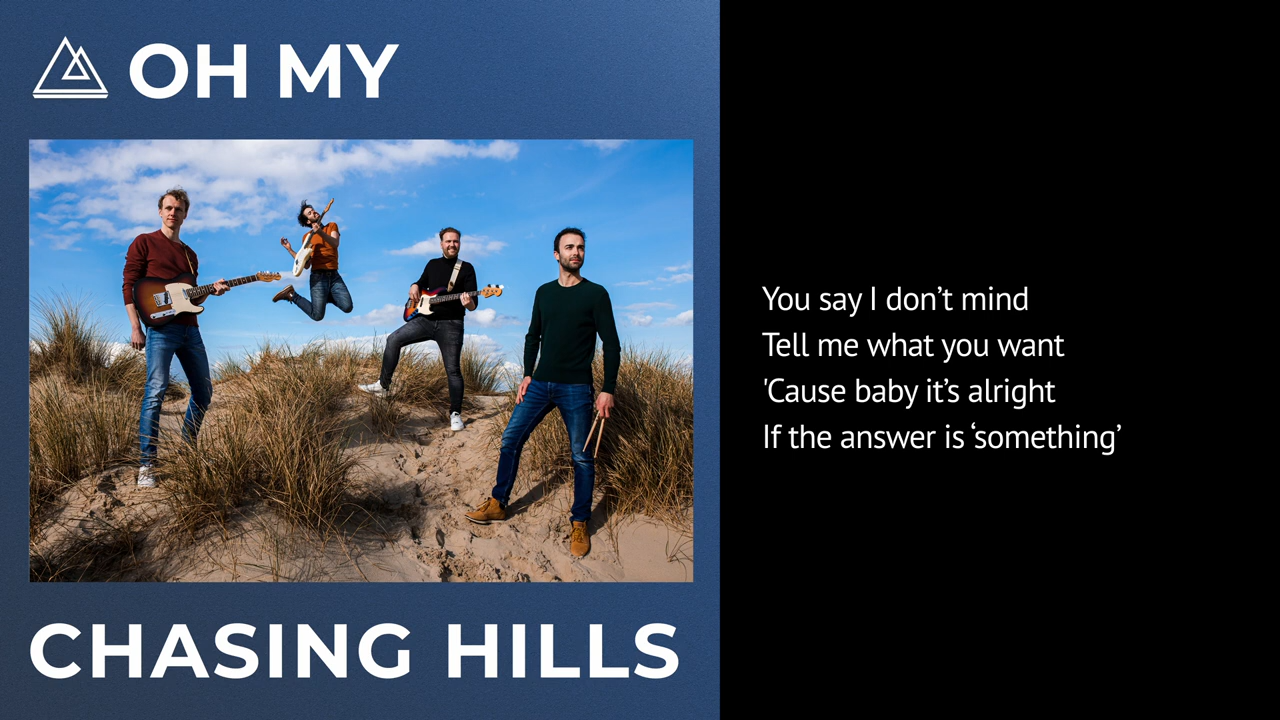 OH MY
CHASING HILLS
You say I don’t mind
Tell me what you want
'Cause baby it’s alright
If the answer is ‘something’